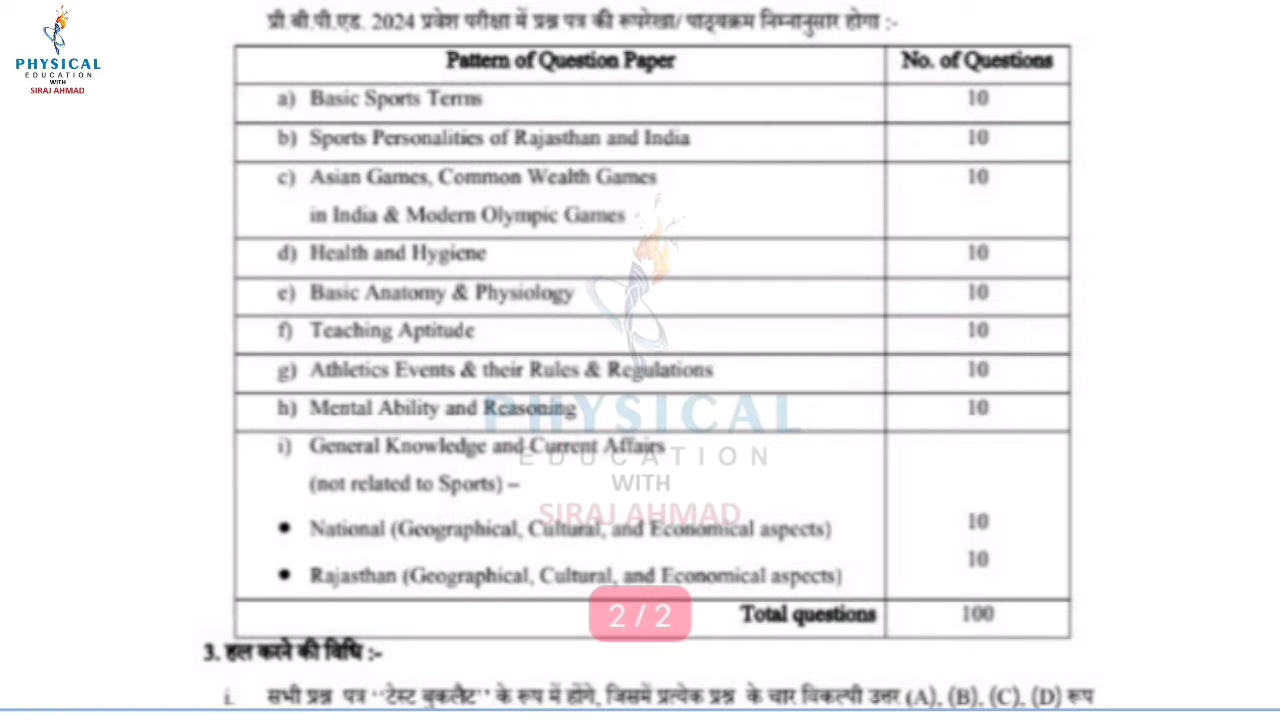 प्री.बी.पी.एड. 2024 प्रवेश परीक्षा में प्रश्न पत्र की रूपरेखा/ पाठ्यक्रम निम्नानुसार होगा :-
PHYSICAL
EDUCATION
WITH
SIRAJ AHMAD
Pattern of Question Paper No. of Questions
a) Basic Sports Terms 10
b) Sports Personalities of Rajasthan and India 10
c) Asian Games, Common Wealth Games 10
in India & Modern Olympic Games
d) Health and Hygiene 10
e) Basic Anatomy & Physiology 10
f) Teaching Aptitude 10
g) Athletics Events & their Rules & Regulations 10
h) Mental Ability and Reasoning 10
PHYSICAL
i) General Knowledge and Current Affairs
EDUCATION
(not related to Sports) –
WITH
SIRAJ AHMAD
• National (Geographical, Cultural, and Economical aspects) 10
• Rajasthan (Geographical, Cultural, and Economical aspects) 10
2 / 2
Total questions 100
3. हल करने की विधि :-
i. सभी प्रश्न पत्र ''टेस्ट बुकलैट'' के रूप में होंगे, जिसमें प्रत्येक प्रश्न के चार विकल्पी उत्तर (A), (B), (C), (D) रूप